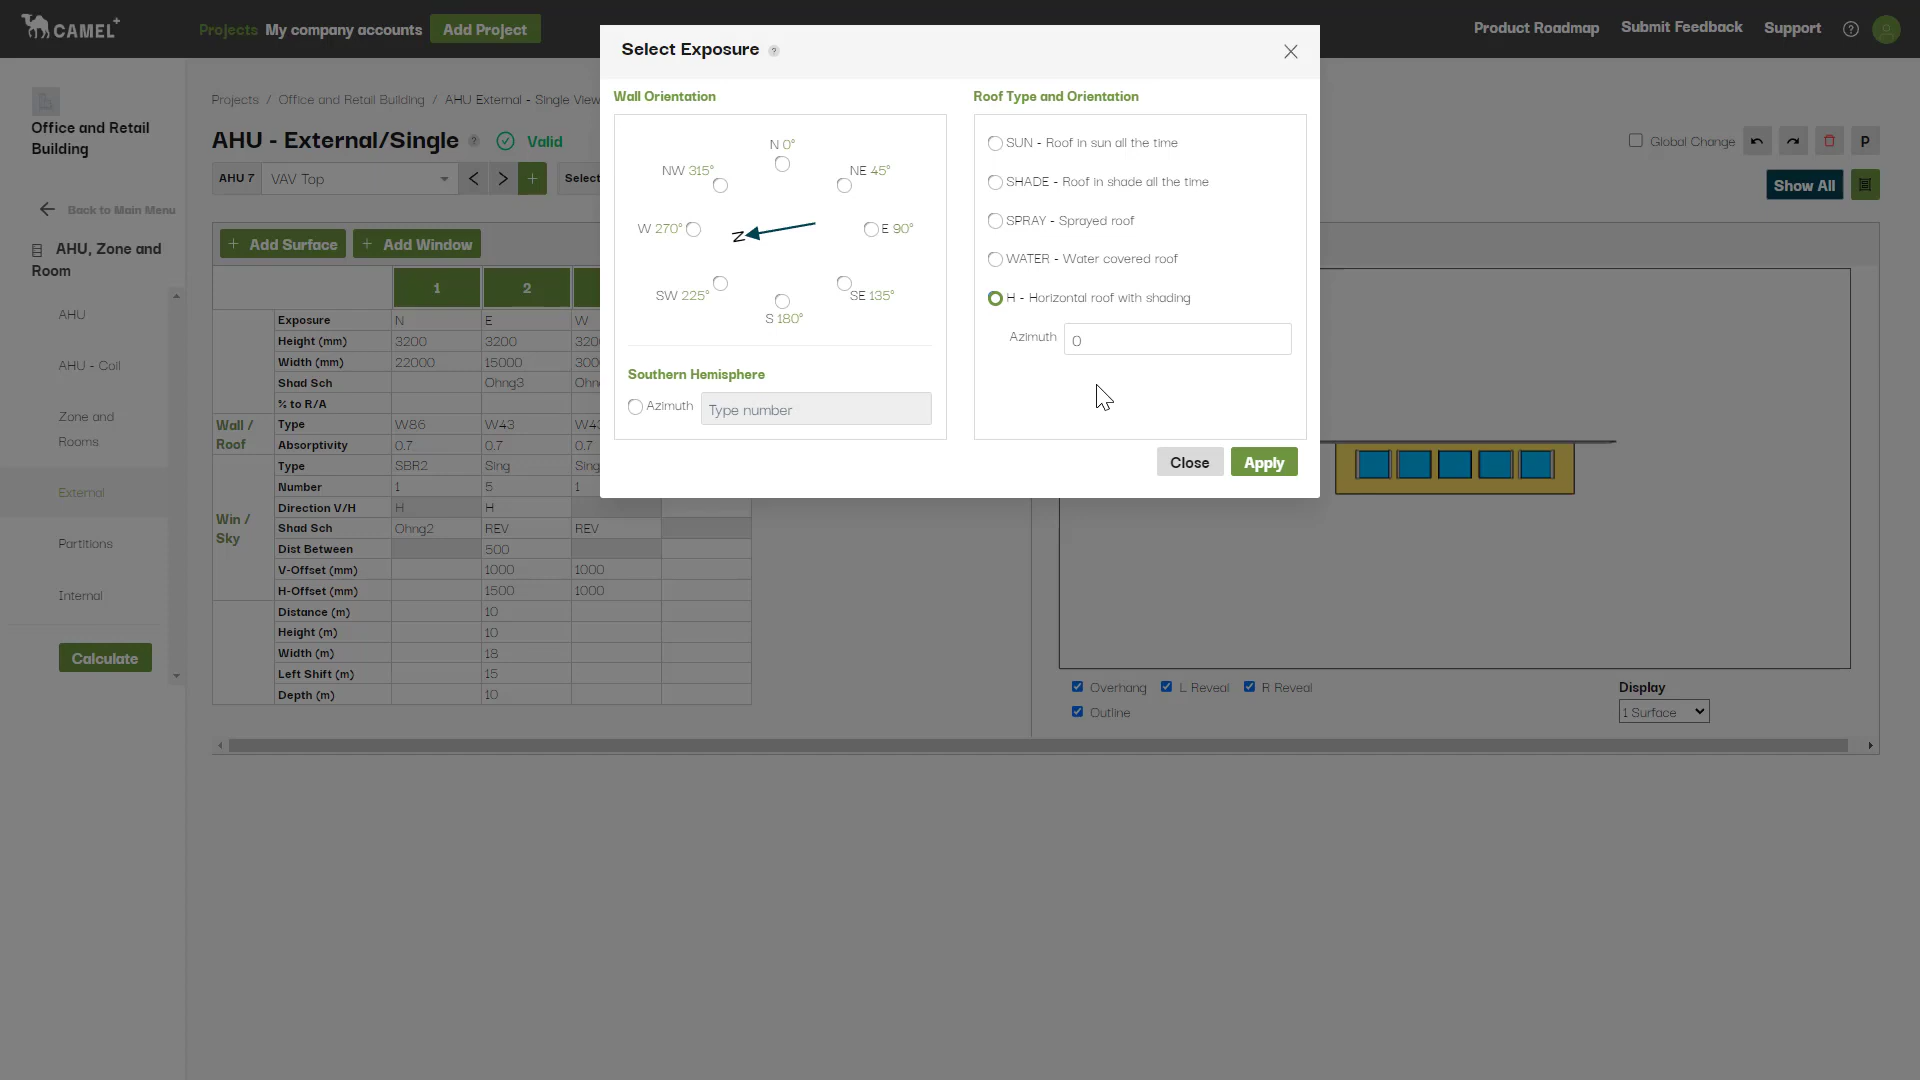 CAMEL+
Projects My company accounts Add Project
Product Roadmap Submit Feedback Support
Select Exposure
Office and Retail Building
Projects / Office and Retail Building / AHU External - Single View
AHU - External/Single Valid
Global Change P
AHU 7 VAV Top < > + Select
Show All
Back to Main Menu
AHU, Zone and Room
AHU
AHU - Coil
Zone and Rooms
External
Partitions
Internal
Calculate
+ Add Surface + Add Window
1 2
Exposure N E W
Height (mm) 3200 3200 320
Width (mm) 22000 15000 300
Shad Sch Ohng3 Ohn
% to R/A
Wall / Roof
Type W86 W43 W43
Absorptivity 0.7 0.7 0.7
Win / Sky
Type SBR2 Sing Sing
Number 1 5 1
Direction V/H H H
Shad Sch Ohng2 REV REV
Dist Between 500
V-Offset (mm) 1000 1000
H-Offset (mm) 1500 1000
Distance (m) 10
Height (m) 10
Width (m) 18
Left Shift (m) 15
Depth (m) 10
Wall Orientation
N 0°
NW 315° NE 45°
W 270° E 90°
N
SW 225° SE 135°
S 180°
Southern Hemisphere
Azimuth Type number
Roof Type and Orientation
SUN - Roof in sun all the time
SHADE - Roof in shade all the time
SPRAY - Sprayed roof
WATER - Water covered roof
H - Horizontal roof with shading
Azimuth 0
Close Apply
Overhang L Reveal R Reveal
Outline
Display
1 Surface